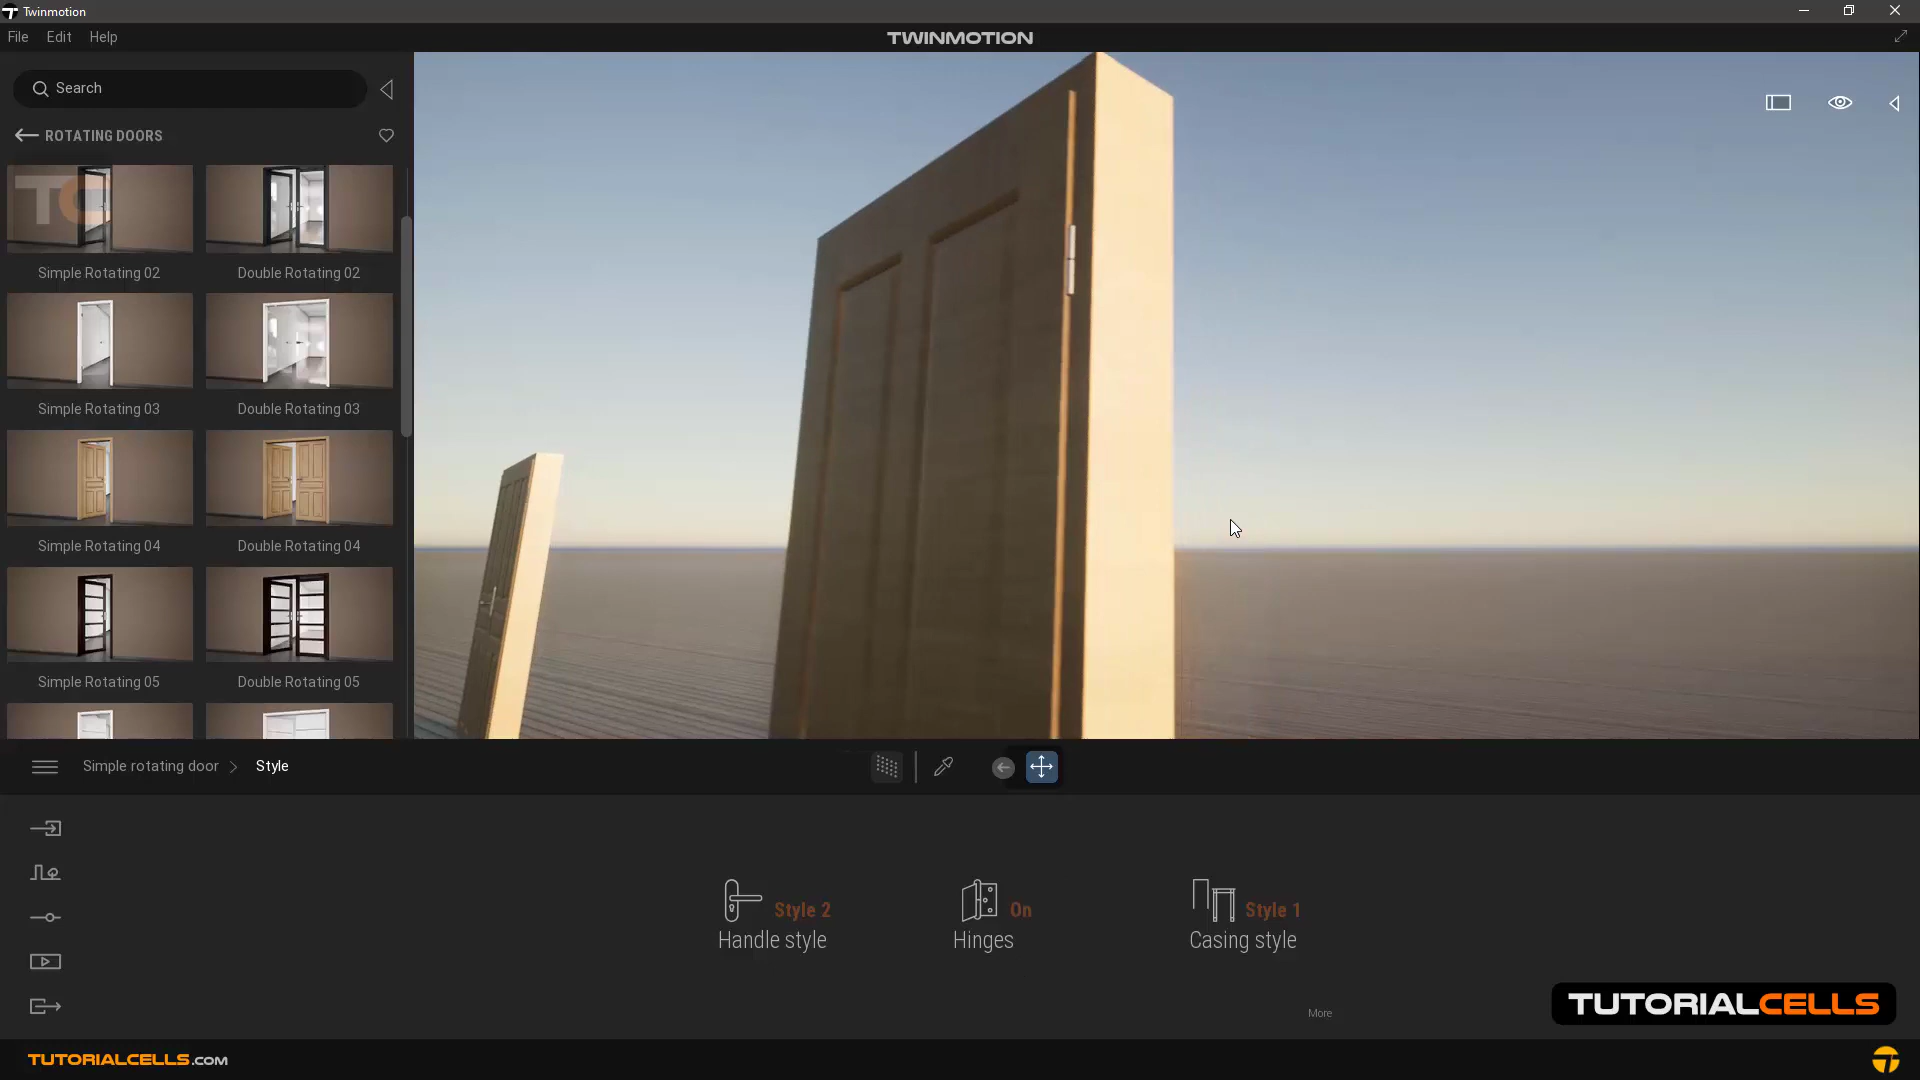 Twinmotion
File Edit Help
TWINMOTION
Search
ROTATING DOORS
TC
Simple Rotating 02
Double Rotating 02
Simple Rotating 03
Double Rotating 03
Simple Rotating 04
Double Rotating 04
Simple Rotating 05
Double Rotating 05
Simple rotating door > Style
Style 2
Handle style
On
Hinges
Style 1
Casing style
More
TUTORIALCELLS
TUTORIALCELLS.COM